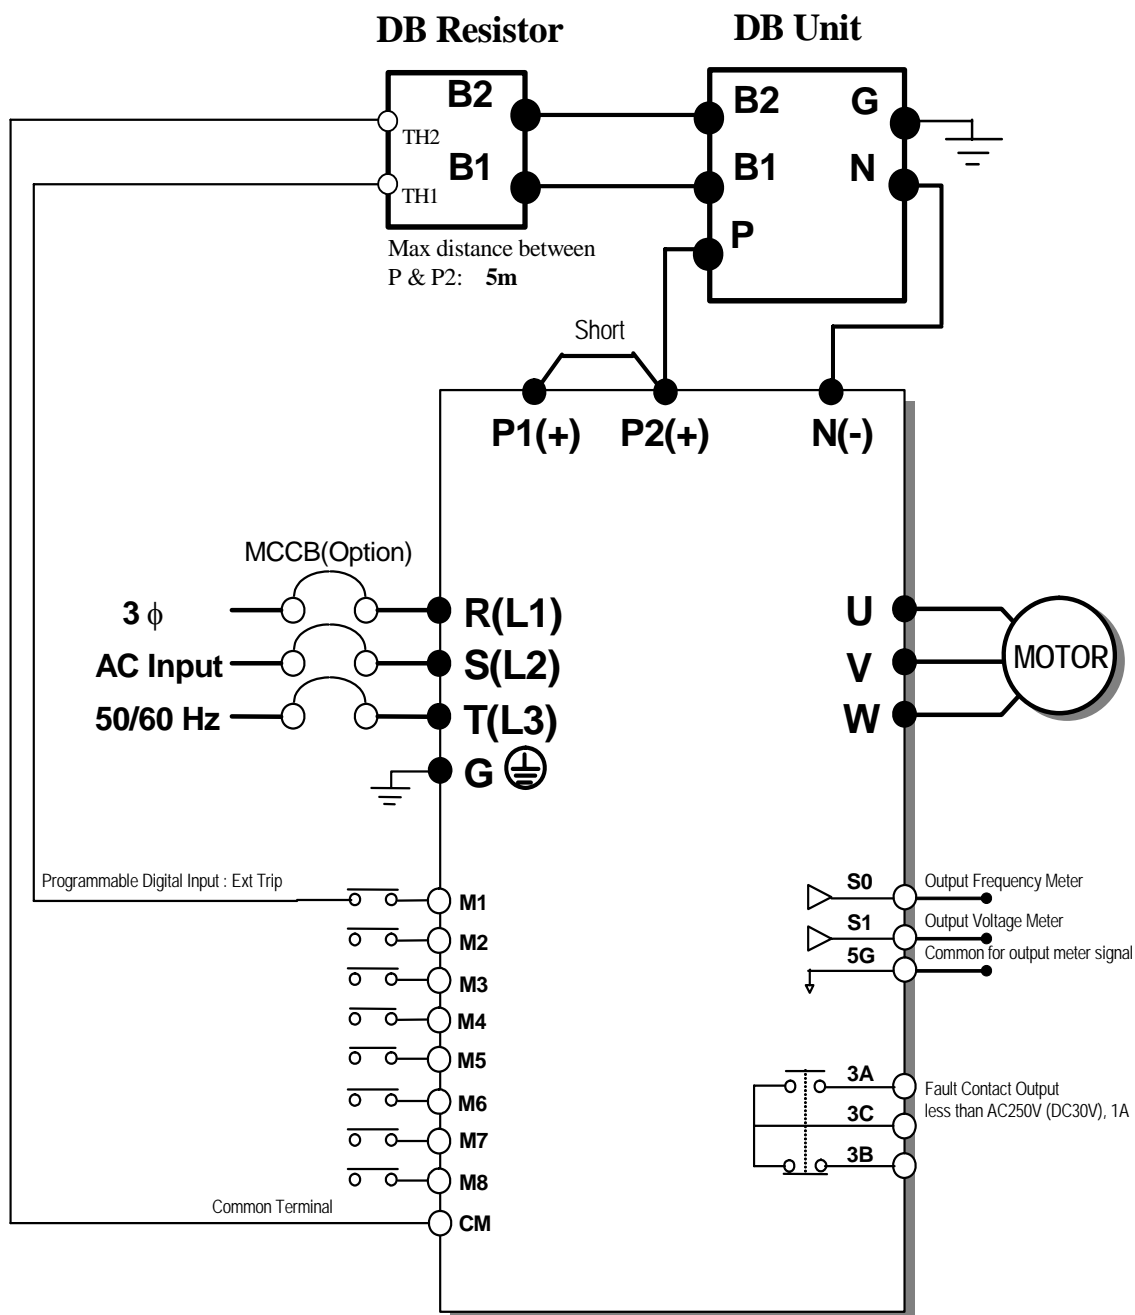 DB Resistor
DB Unit
B2
TH2
B1
TH1
B2
G
B1
N
P
Max distance between
P & P2: 5m
Short
P1(+)
P2(+)
N(-)
MCCB(Option)
3 ϕ
R(L1)
AC Input
S(L2)
50/60 Hz
T(L3)
G
U
V
W
MOTOR
Programmable Digital Input : Ext Trip
M1
M2
M3
M4
M5
M6
M7
M8
Common Terminal
CM
S0
Output Frequency Meter
S1
Output Voltage Meter
5G
Common for output meter signal
3A
Fault Contact Output
less than AC250V (DC30V), 1A
3C
3B